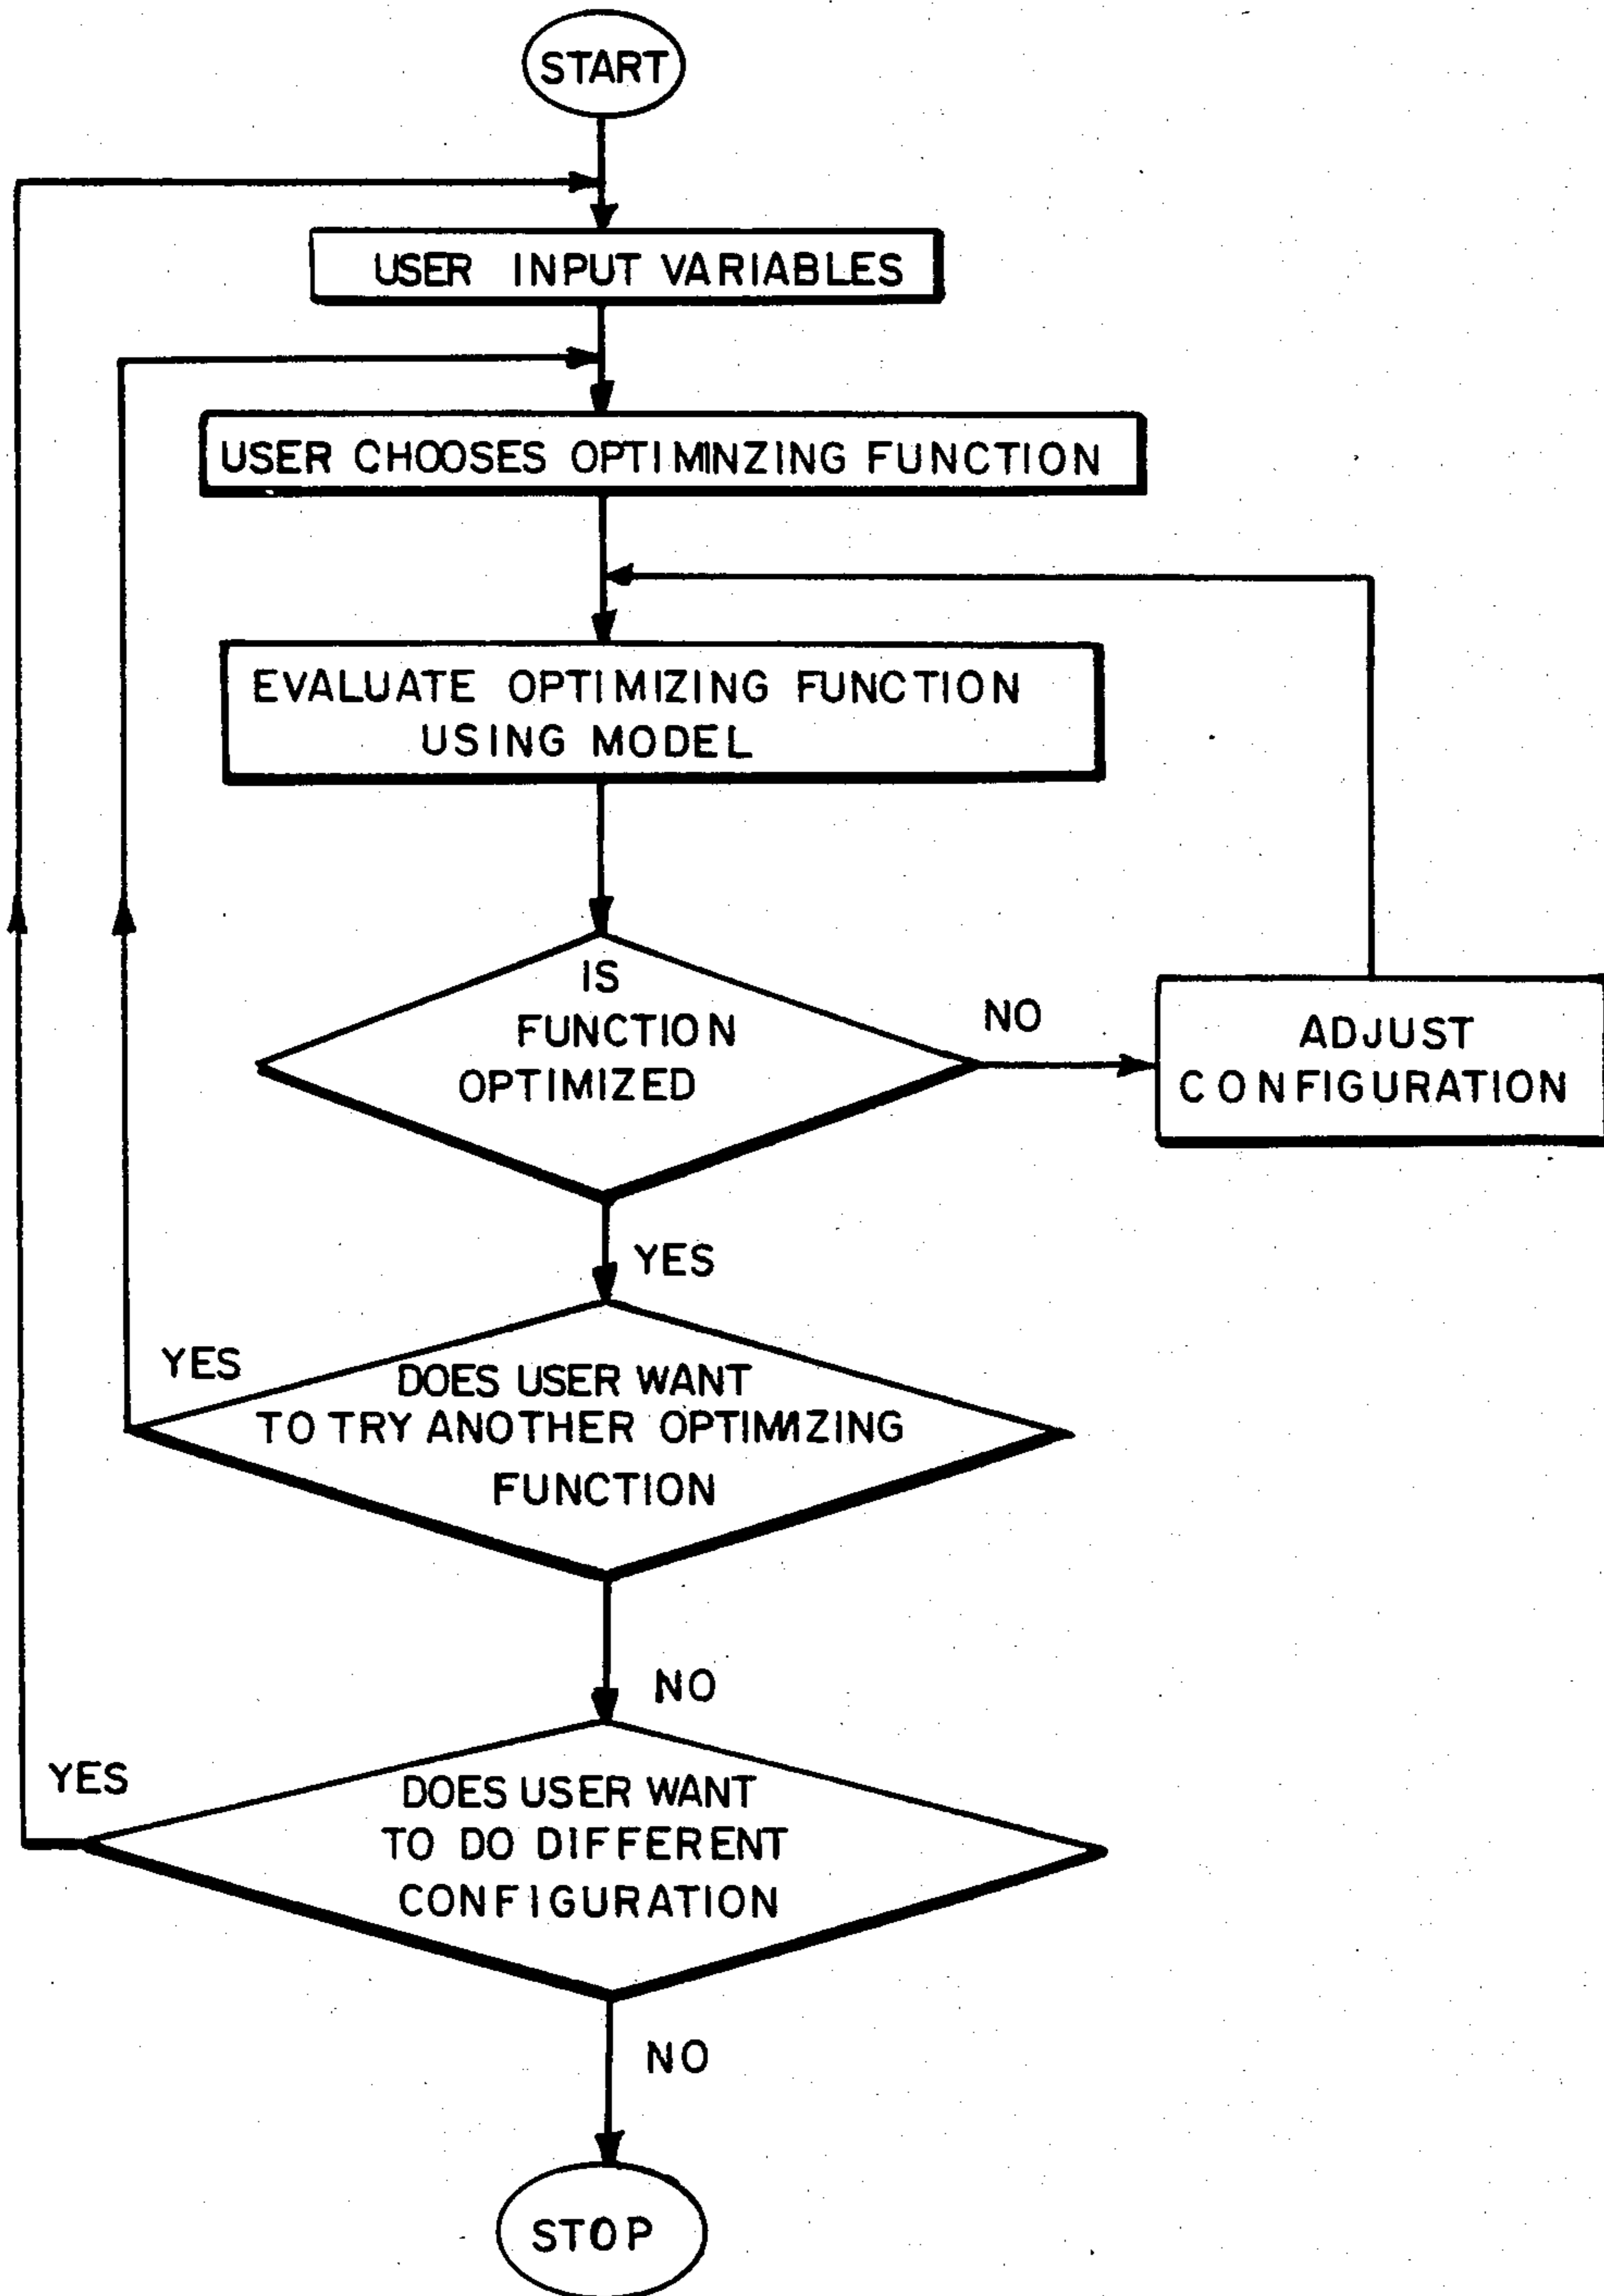 START
USER INPUT VARIABLES
USER CHOOSES OPTIMINZING FUNCTION
EVALUATE OPTIMIZING FUNCTION
USING MODEL
IS
FUNCTION
OPTIMIZED
NO
ADJUST
CONFIGURATION
YES
YES
DOES USER WANT
TO TRY ANOTHER OPTIMIZING
FUNCTION
NO
YES
DOES USER WANT
TO DO DIFFERENT
CONFIGURATION
NO
STOP